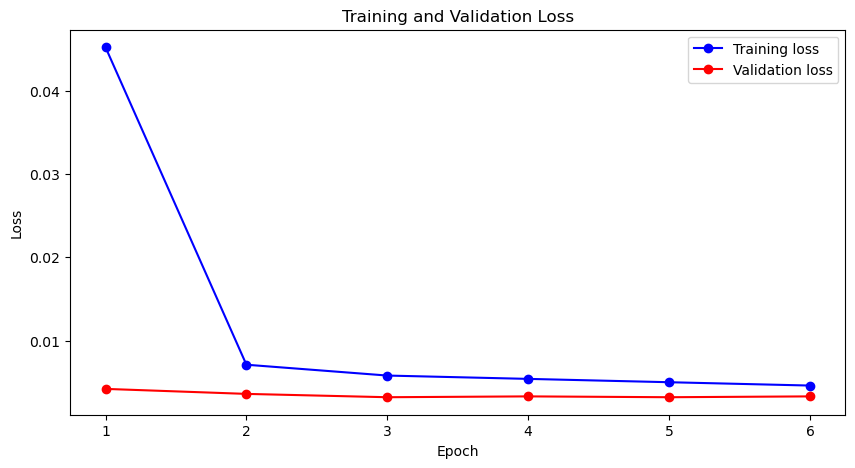 Training and Validation Loss
Training loss
Validation loss
0.04
0.03
0.02
0.01
Loss
1 2 3 4 5 6
Epoch